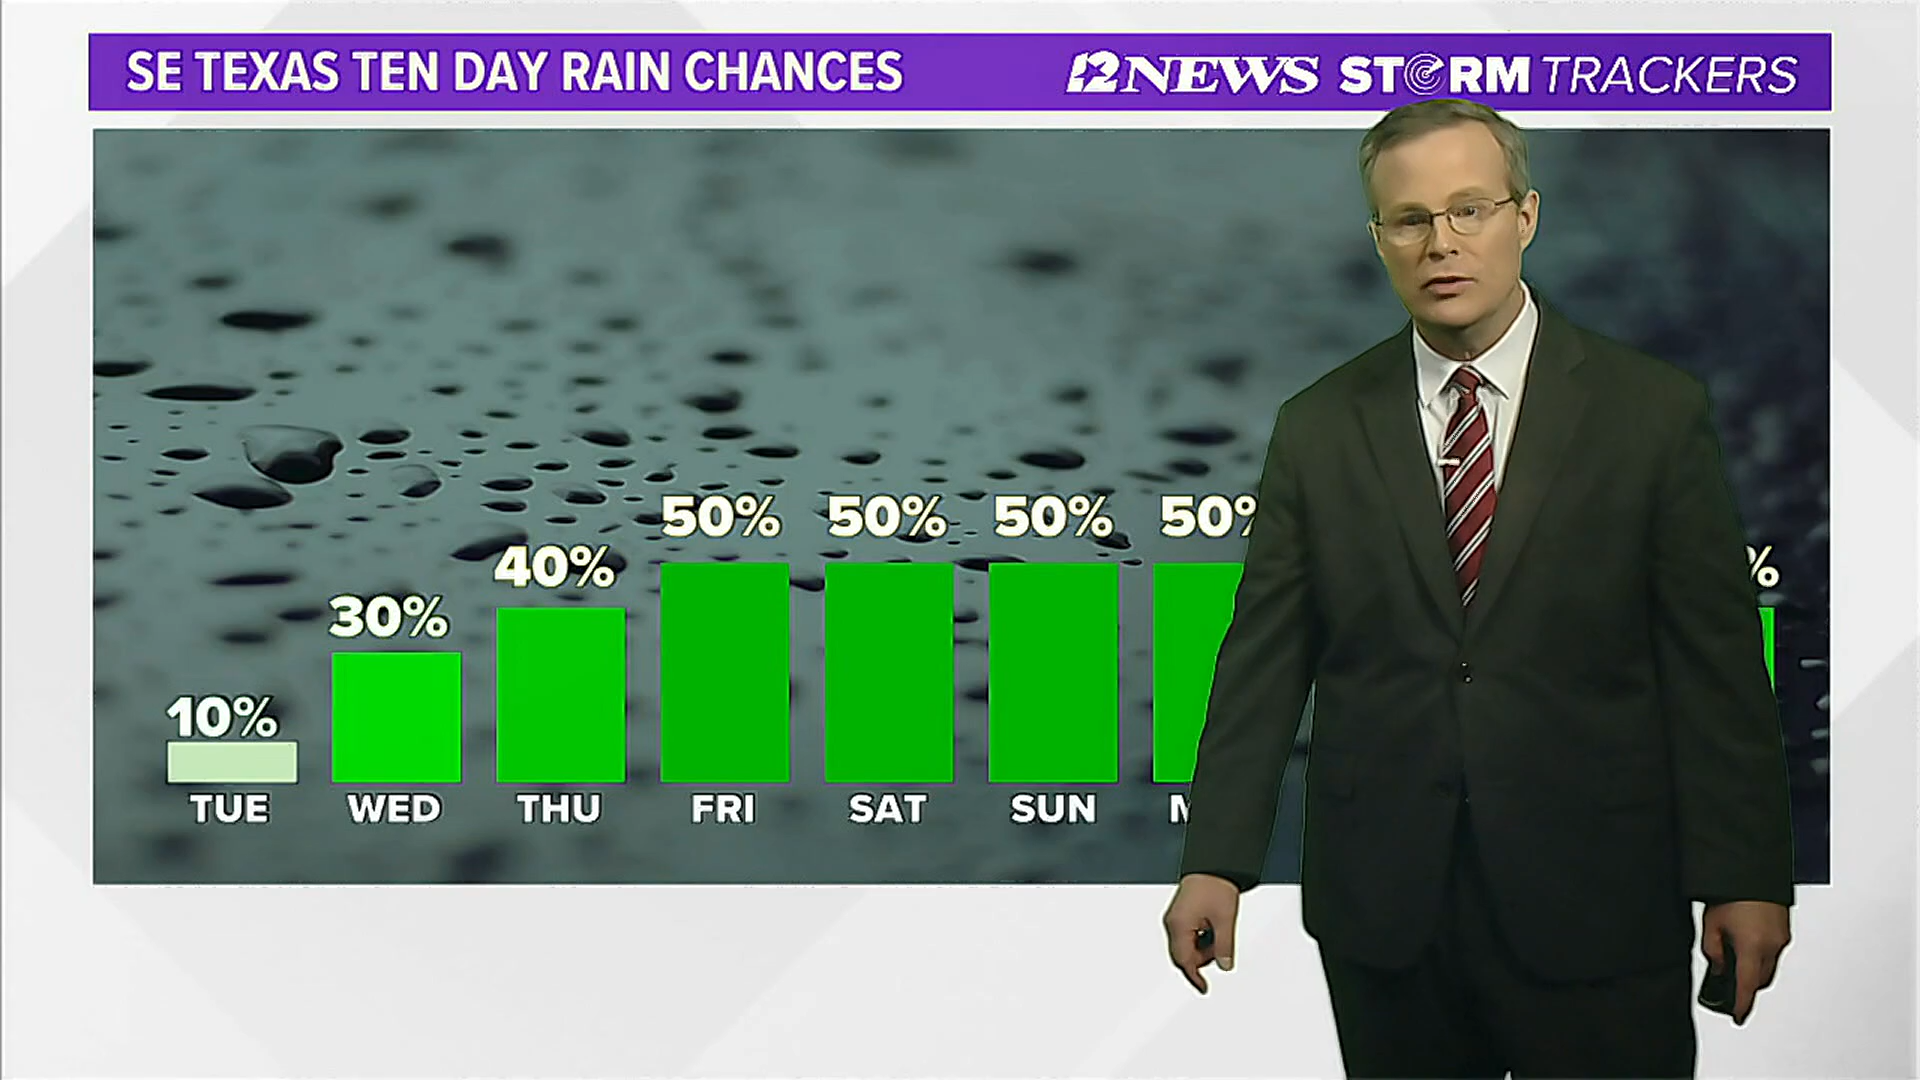 SE TEXAS TEN DAY RAIN CHANCES
12NEWS STORM TRACKERS
50% 50% 50% 50%
40%
30%
10%
TUE WED THU FRI SAT SUN M